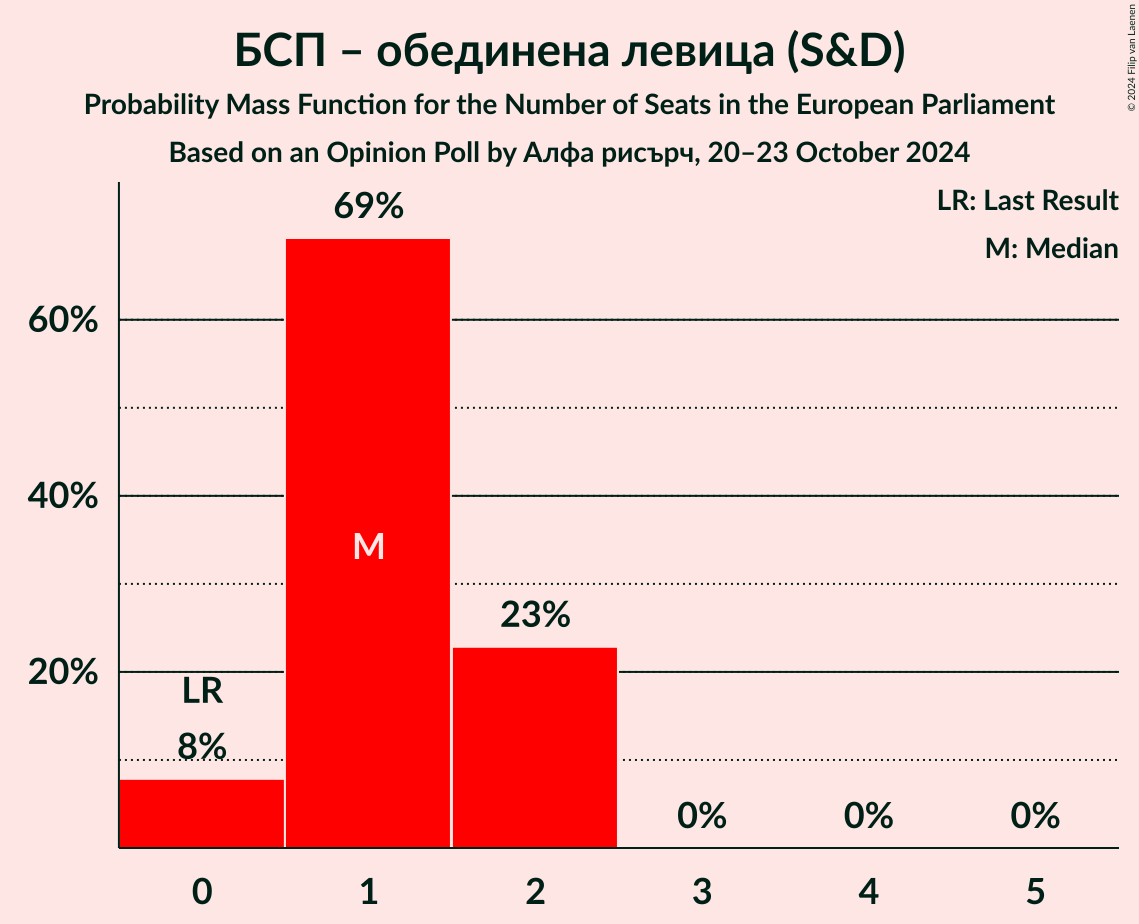 БСП – обединена левица (S&D)
Probability Mass Function for the Number of Seats in the European Parliament
Based on an Opinion Poll by Алфа рисърч, 20–23 October 2024
© 2024 Filip van Laenen
LR: Last Result
M: Median
69%
60%
40%
M
23%
20%
LR
8%
0%
0%
0%
0
1
2
3
4
5